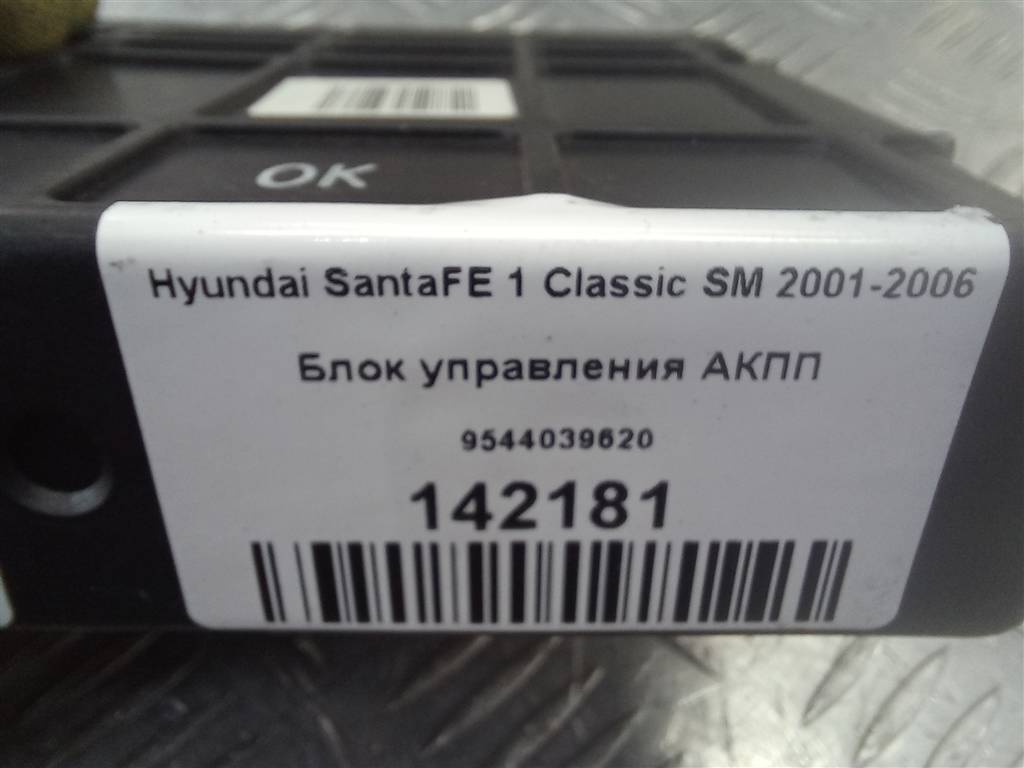 OK
Hyundai SantaFE 1 Classic SM 2001-2006
Блок управления АКПП
9544039620
142181